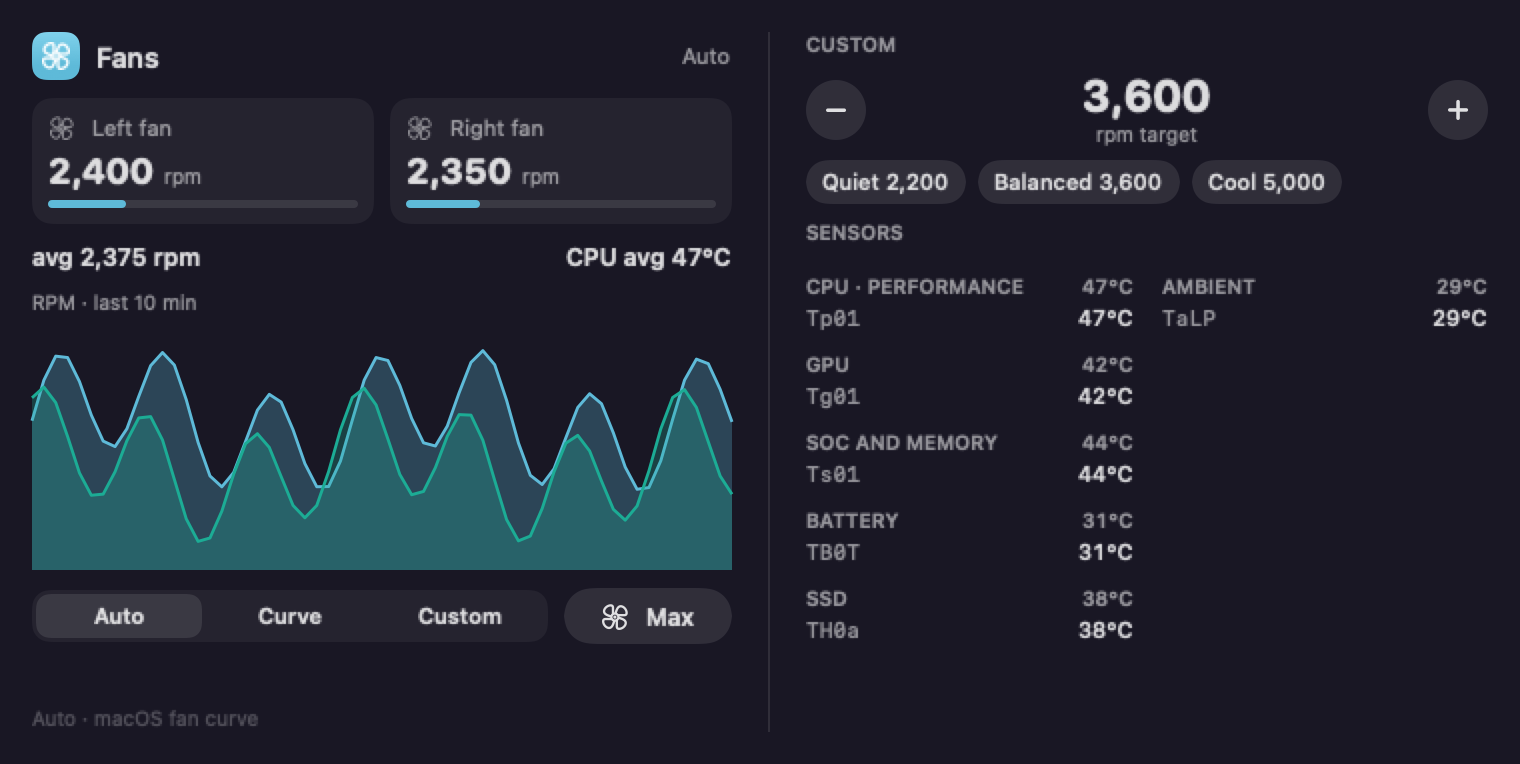 Fans
Auto
Left fan
2,400 rpm
Right fan
2,350 rpm
avg 2,375 rpm
CPU avg 47°C
RPM · last 10 min
Auto
Curve
Custom
Max
Auto · macOS fan curve
CUSTOM
−
3,600
+
rpm target
Quiet 2,200
Balanced 3,600
Cool 5,000
SENSORS
CPU · PERFORMANCE 47°C
Tp01 47°C
GPU 42°C
Tg01 42°C
SOC AND MEMORY 44°C
Ts01 44°C
BATTERY 31°C
TB0T 31°C
SSD 38°C
TH0a 38°C
AMBIENT 29°C
TaLP 29°C